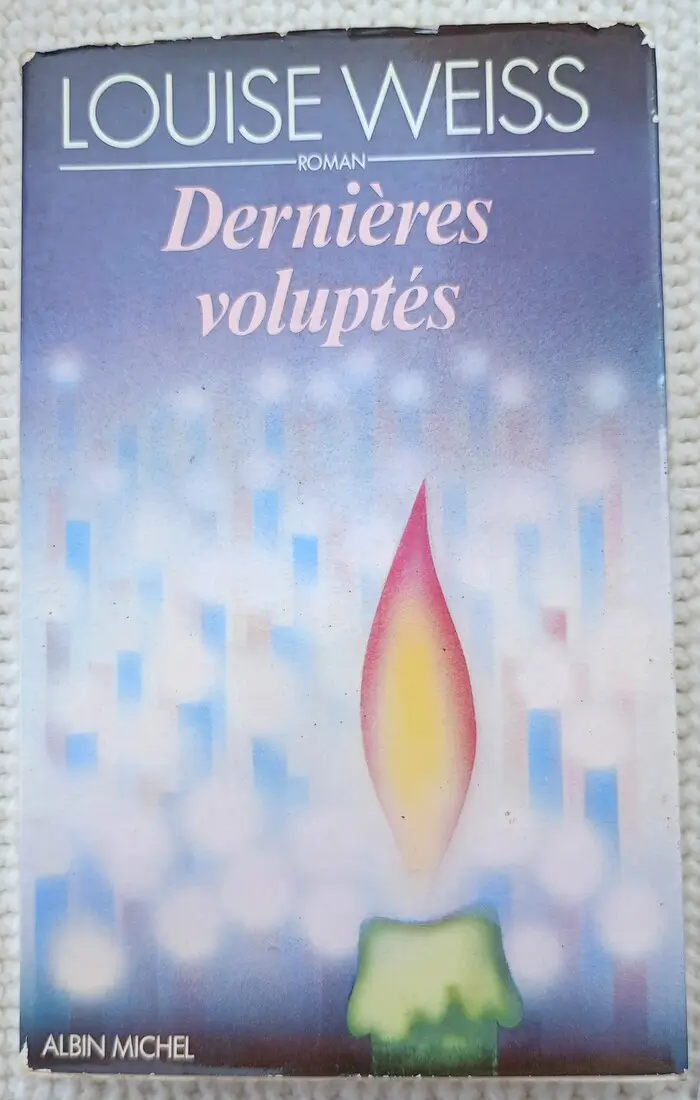 LOUISE WEISS
ROMAN
Dernières
voluptés
ALBIN MICHEL